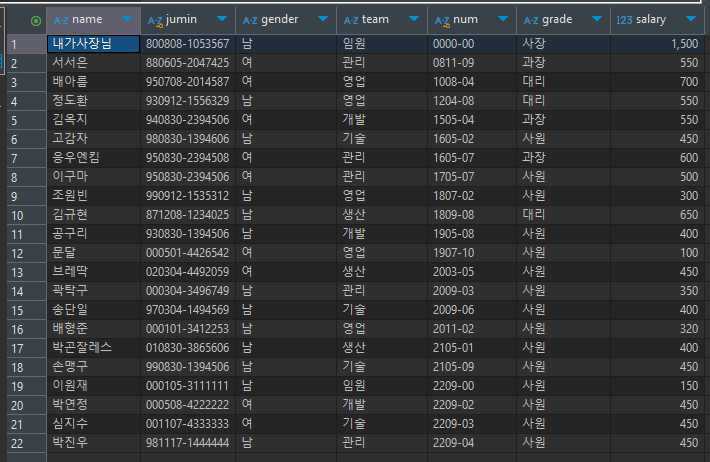 A-Z name A-Z jumin A-Z gender A-Z team A-Z num A-Z grade 123 salary
1 내가사장님 800808-1053567 남 임원 0000-00 사장 1,500
2 서서은 880605-2047425 여 관리 0811-09 과장 550
3 배아름 950708-2014587 여 영업 1008-04 대리 700
4 정도환 930912-1556329 남 영업 1204-08 대리 550
5 김옥지 940830-2394506 여 개발 1505-04 과장 550
6 고감자 980830-1394606 남 기술 1605-02 사원 450
7 응우엔킴 950830-2394508 여 관리 1605-07 과장 600
8 이구마 950830-2394506 여 관리 1705-07 사원 500
9 조원빈 990912-1535312 남 영업 1807-02 사원 300
10 김규현 871208-1234025 남 생산 1809-08 대리 650
11 공구리 930830-1394506 남 개발 1905-08 사원 400
12 문달 000501-4426542 여 영업 1907-10 사원 100
13 브레딱 020304-4492059 여 생산 2003-05 사원 450
14 곽탁구 000304-3496749 남 관리 2009-03 사원 350
15 송단일 970304-1494569 남 기술 2009-06 사원 400
16 배형준 000101-3412253 남 영업 2011-02 사원 320
17 박곤잘레스 010830-3865606 남 생산 2105-01 사원 400
18 손맹구 990830-1394506 남 기술 2105-09 사원 450
19 이원재 000105-3111111 남 임원 2209-00 사원 150
20 박연정 000508-4222222 여 개발 2209-02 사원 450
21 심지수 001107-4333333 여 기술 2209-03 사원 450
22 박진우 981117-1444444 남 관리 2209-04 사원 450